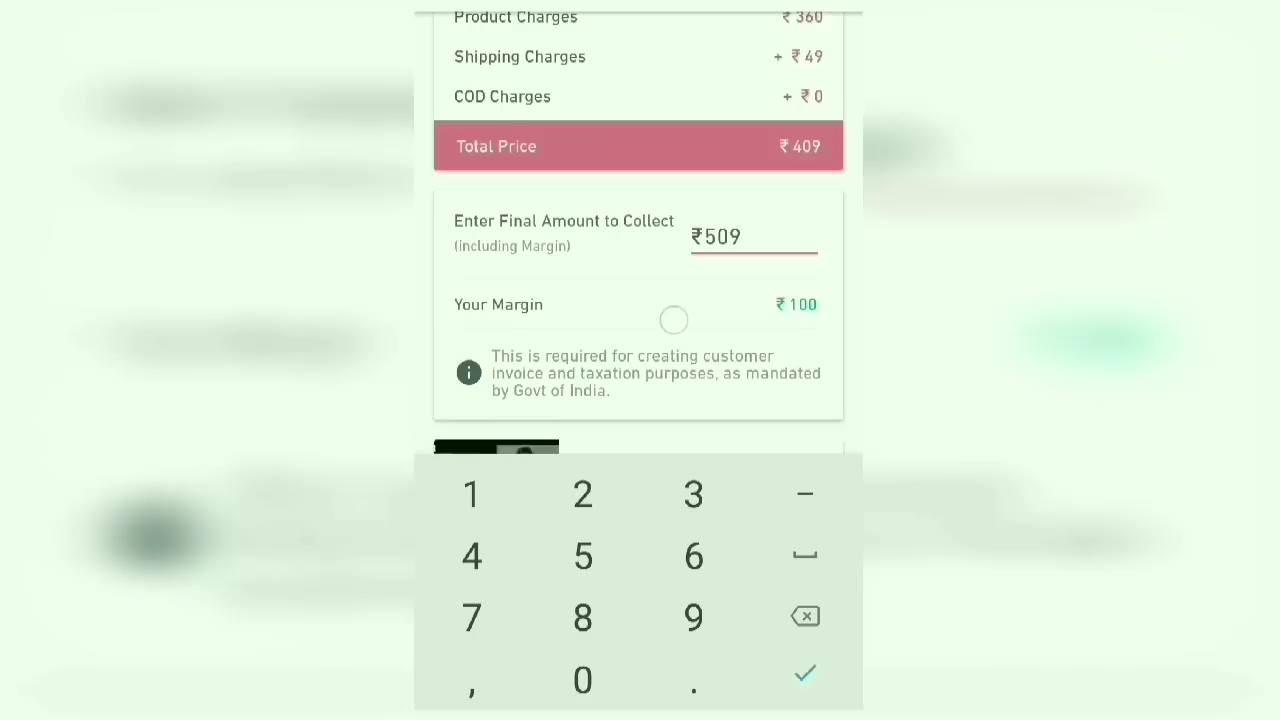 Product Charges ₹ 360
Shipping Charges + ₹ 49
COD Charges + ₹ 0
Total Price ₹ 409
Enter Final Amount to Collect ₹509
(including Margin)
Your Margin ₹ 100
This is required for creating customer
invoice and taxation purposes, as mandated
by Govt of India.
1 2 3 –
4 5 6
7 8 9
, 0 .